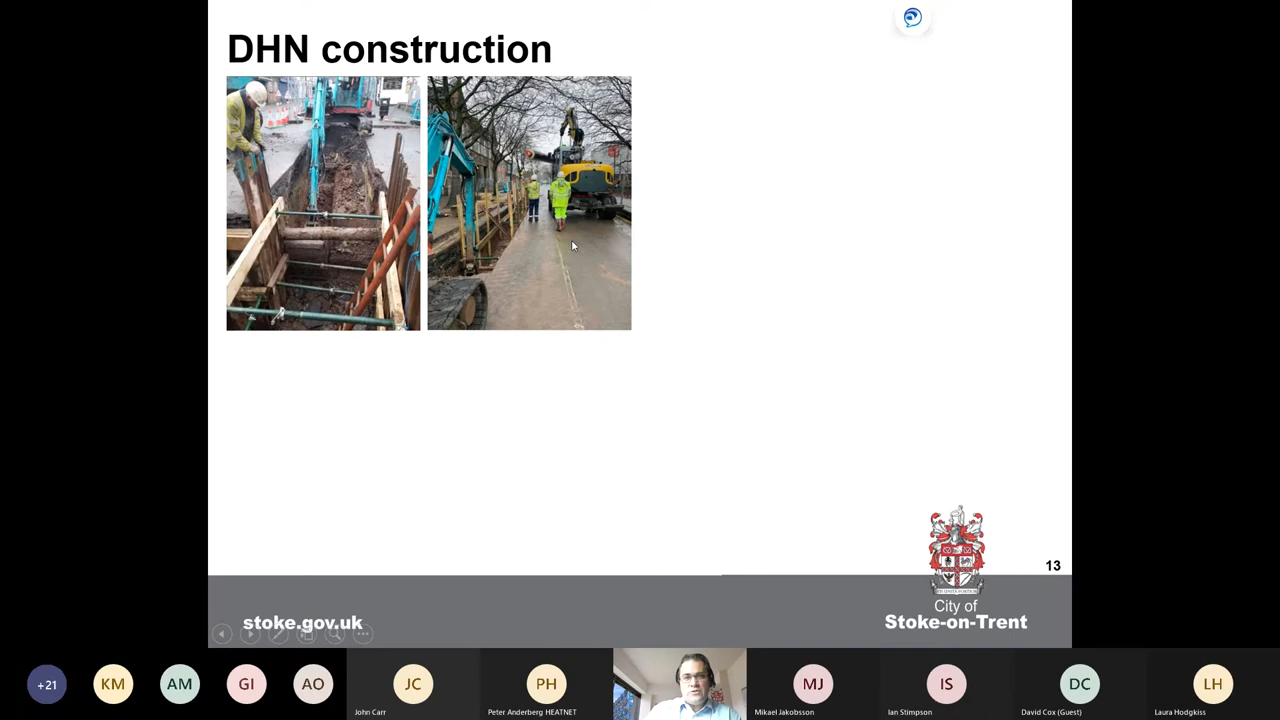 DHN construction
13
City of
Stoke-on-Trent
stoke.gov.uk
+21
KM
AM
GI
AO
JC
PH
MJ
IS
DC
LH
John Carr
Peter Anderberg HEATNET
Mikael Jakobsson
Ian Stimpson
David Cox (Guest)
Laura Hodgkiss